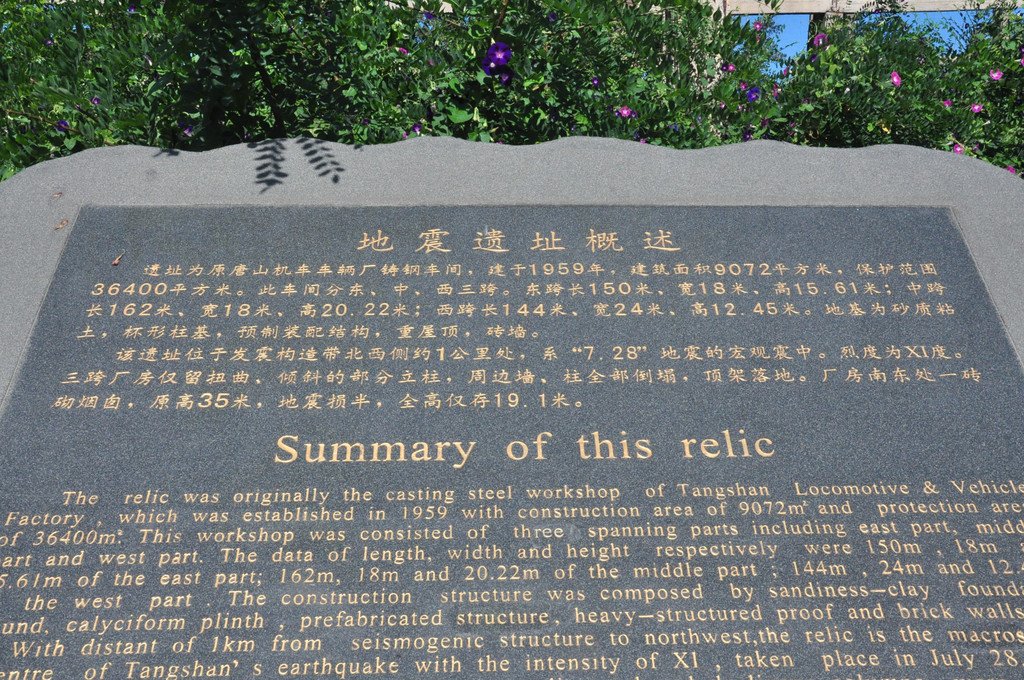 地震遗址概述
遗址为原唐山机车车辆厂铸钢车间，建于1959年，建筑面积9072平方米，保护范围
36400平方米。此车间分东、中、西三跨。东跨长150米、宽18米、高15.61米；中跨
长162米、宽18米、高20.22米；西跨长144米、宽24米、高12.45米。地基为砂质粘
土，杯形柱基，预制装配结构，重屋顶，砖墙。
该遗址位于发震构造带北西侧约1公里处，系“7.28”地震的宏观震中。烈度为XI度。
三跨厂房仅留扭曲、倾斜的部分立柱，周边墙、柱全部倒塌，顶架落地。厂房南东处一砖
砌烟囱，原高35米，地震损半，全高仅存19.1米。
Summary of this relic
The relic was originally the casting steel workshop of Tangshan Locomotive & Vehicle
Factory , which was established in 1959 with construction area of 9072m² and protection are
of 36400m². This workshop was consisted of three spanning parts including east part, midd
art and west part. The data of length, width and height respectively were 150m , 18m ,
5.61m of the east part; 162m, 18m and 20.22m of the middle part ; 144m , 24m and 12.4
the west part . The construction structure was composed by sandiness-clay founda
und, calyciform plinth , prefabricated structure, heavy-structured proof and brick walls
With distant of 1km from seismogenic structure to northwest,the relic is the macros
entre of Tangshan's earthquake with the intensity of XI , taken place in July 28,